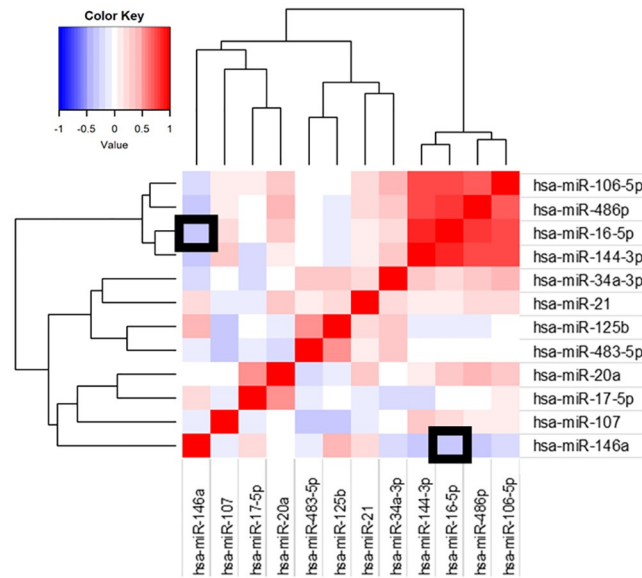 Color Key
-1 -0.5 0 0.5 1
Value
hsa-miR-106-5p
hsa-miR-486p
hsa-miR-16-5p
hsa-miR-144-3p
hsa-miR-34a-3p
hsa-miR-21
hsa-miR-125b
hsa-miR-483-5p
hsa-miR-20a
hsa-miR-17-5p
hsa-miR-107
hsa-miR-146a
hsa-miR-146a
hsa-miR-107
hsa-miR-17-5p
hsa-miR-20a
hsa-miR-483-5p
hsa-miR-125b
hsa-miR-21
hsa-miR-34a-3p
hsa-miR-144-3p
hsa-miR-16-5p
hsa-miR-486p
hsa-miR-106-5p